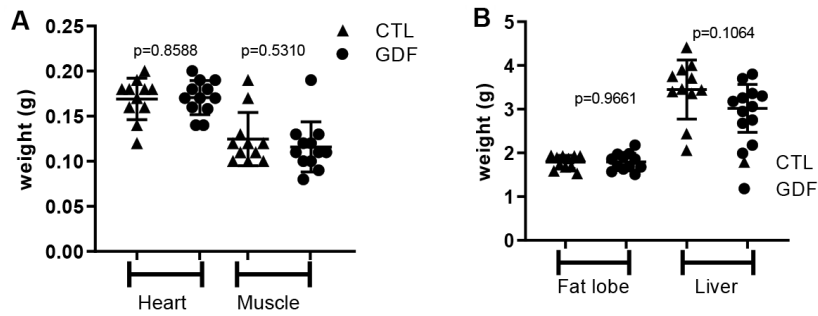 A
weight (g)
0.25
0.20
0.15
0.10
0.05
0.00
p=0.8588
p=0.5310
CTL
GDF
Heart
Muscle
B
weight (g)
5
4
3
2
1
0
p=0.9661
p=0.1064
CTL
GDF
Fat lobe
Liver